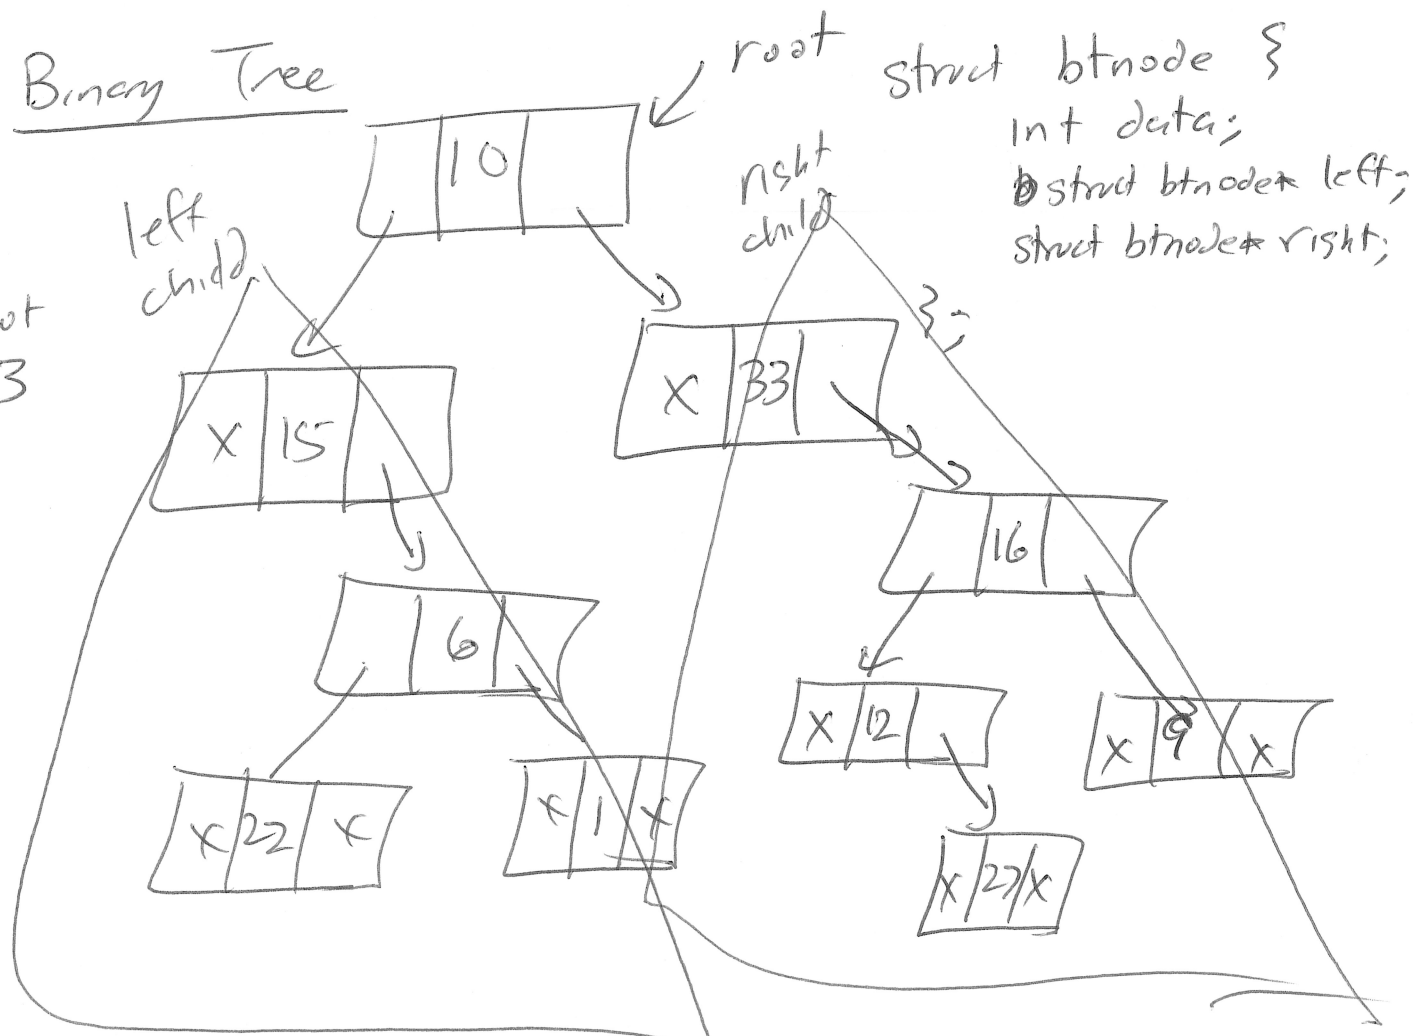 Binary Tree
root
struct btnode {
int data;
struct btnode* left;
struct btnode* right;
};
left
child
right
child
10
X 15
X 33
6
16
X 22 X
X 1 X
X 12
X 9 X
X 27 X
3